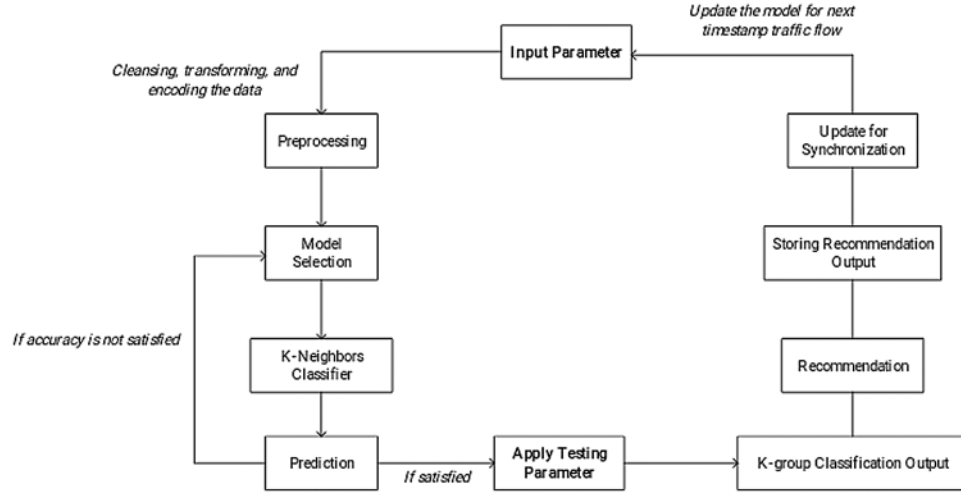 Update the model for next
timestamp traffic flow
Input Parameter
Cleansing, transforming, and
encoding the data
Preprocessing
Update for
Synchronization
Model
Selection
Storing Recommendation
Output
If accuracy is not satisfied
K-Neighbors
Classifier
Recommendation
Prediction
If satisfied
Apply Testing
Parameter
K-group Classification Output